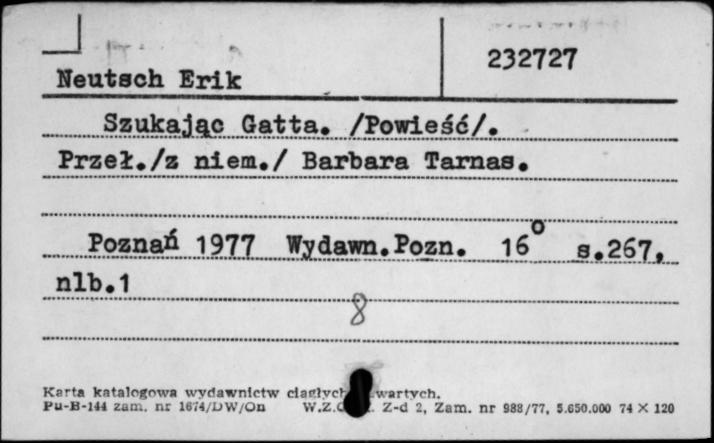 232727
Neutsch Erik
Szukając Gatta. /Powieść/.
Przeł./z niem./ Barbara Tarnas.
Poznań 1977 Wydawn.Pozn. 16° s.267,
nlb.1
8
Karta katalogowa wydawnictw
Pu-B-144 zam. nr 1674/DW/On Z-d 2, Zam. nr 988/77, 5.650.000 74 X 120